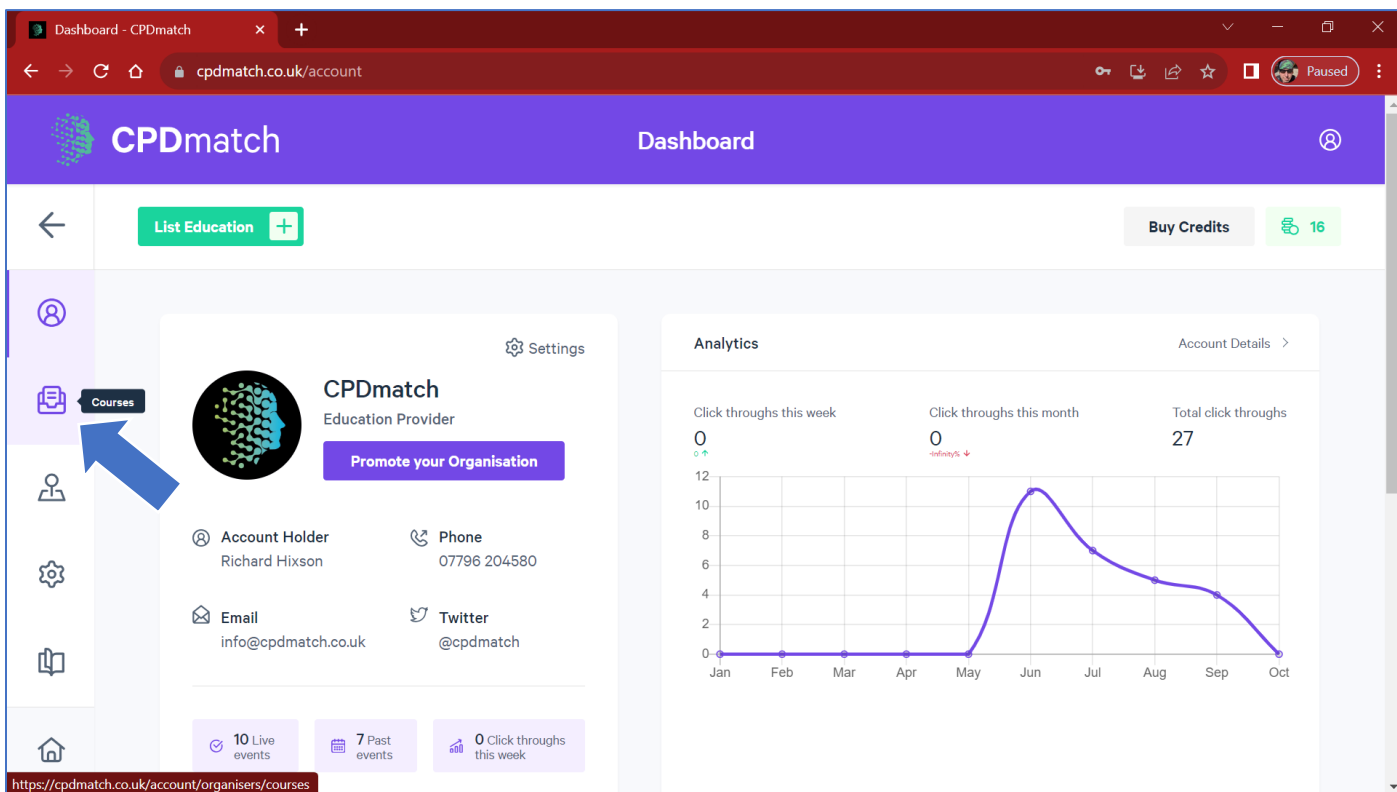 Dashboard - CPDmatch
cpdmatch.co.uk/account
Paused
CPDmatch
Dashboard
List Education
Buy Credits
16
Settings
CPDmatch
Education Provider
Promote your Organisation
Courses
Account Holder
Richard Hixson
Phone
07796 204580
Email
info@cpdmatch.co.uk
Twitter
@cpdmatch
10 Live events
7 Past events
0 Click throughs this week
Analytics
Account Details
Click throughs this week
0
0
Click throughs this month
0
-Infinity%
Total click throughs
27
12
10
8
6
4
2
0
Jan Feb Mar Apr May Jun Jul Aug Sep Oct
https://cpdmatch.co.uk/account/organisers/courses